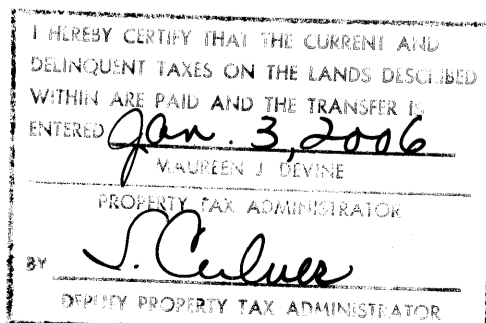 I HEREBY CERTIFY THAT THE CURRENT AND
DELINQUENT TAXES ON THE LANDS DESCRIBED
WITHIN ARE PAID AND THE TRANSFER IS
ENTERED Jan. 3, 2006
MAUREEN J DEVINE
PROPERTY TAX ADMINISTRATOR
BY J. Culver
DEPUTY PROPERTY TAX ADMINISTRATOR